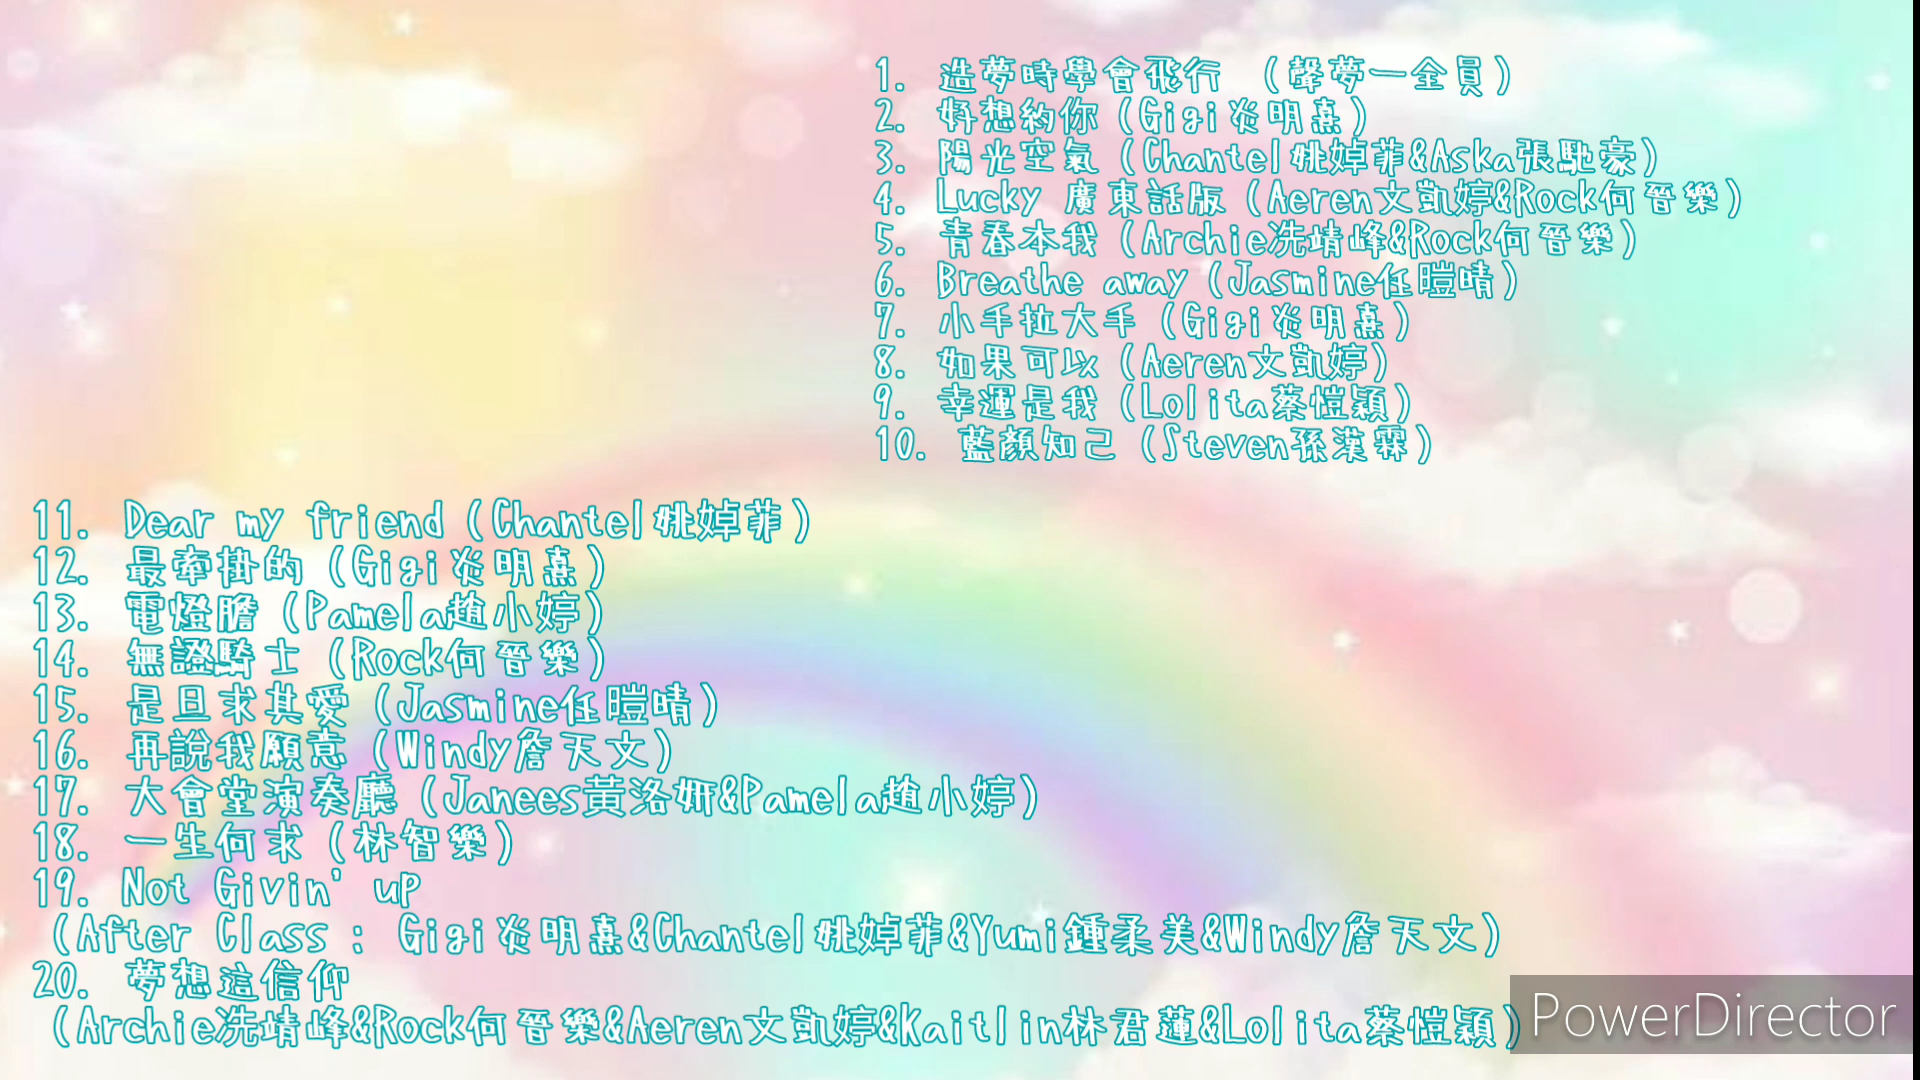 1. 造夢時學會飛行 （聲夢一全員）
2. 好想約你（Gigi炎明熹）
3. 陽光空氣（Chantel姚焯菲&Aska張馳豪）
4. Lucky 廣東話版（Aeren文凱婷&Rock何晉樂）
5. 青春本我（Archie冼靖峰&Rock何晉樂）
6. Breathe away（Jasmine任暟晴）
7. 小手拉大手（Gigi炎明熹）
8. 如果可以（Aeren文凱婷）
9. 幸運是我（Lolita蔡愷穎）
10. 藍顏知己（Steven孫漢霖）
11. Dear my friend（Chantel姚焯菲）
12. 最牽掛的（Gigi炎明熹）
13. 電燈膽（Pamela趙小婷）
14. 無證騎士（Rock何晉樂）
15. 是旦求其愛（Jasmine任暟晴）
16. 再說我願意（Windy詹天文）
17. 大會堂演奏廳（Janees黃洛妍&Pamela趙小婷）
18. 一生何求（林智樂）
19. Not Givin' up
（After Class : Gigi炎明熹&Chantel姚焯菲&Yumi鍾柔美&Windy詹天文）
20. 夢想這信仰
（Archie冼靖峰&Rock何晉樂&Aeren文凱婷&Kaitlin林君蓮&Lolita蔡愷穎）
PowerDirector